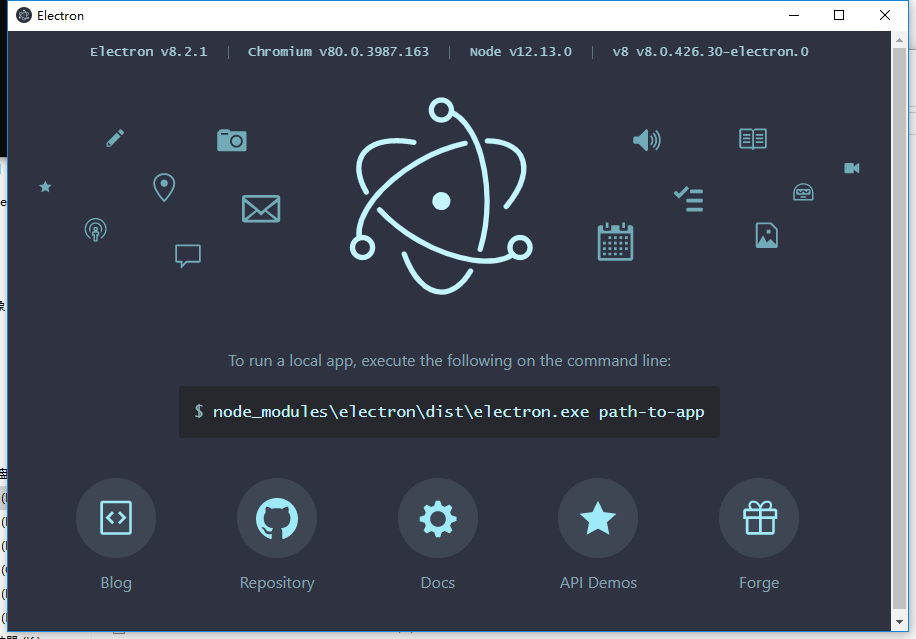 Electron
Electron v8.2.1 | Chromium v80.0.3987.163 | Node v12.13.0 | v8 v8.0.426.30-electron.0
To run a local app, execute the following on the command line:
$ node_modules\electron\dist\electron.exe path-to-app
Blog Repository Docs API Demos Forge